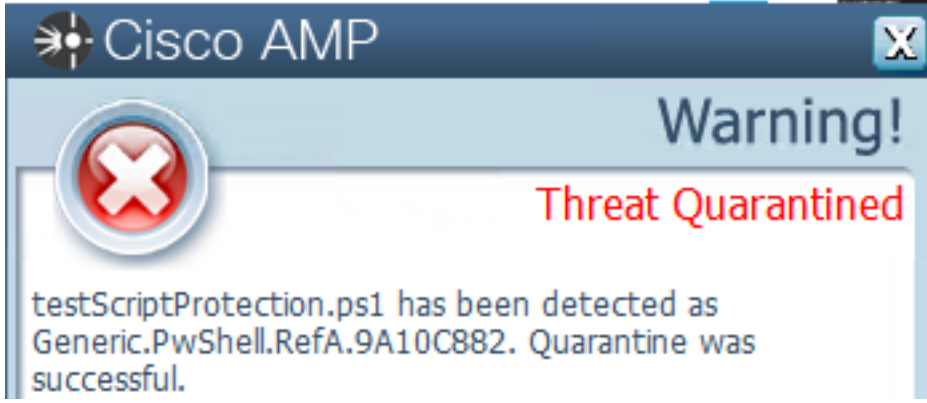 Cisco AMP
X
Warning!
Threat Quarantined
testScriptProtection.ps1 has been detected as
Generic.PwShell.RefA.9A10C882. Quarantine was
successful.